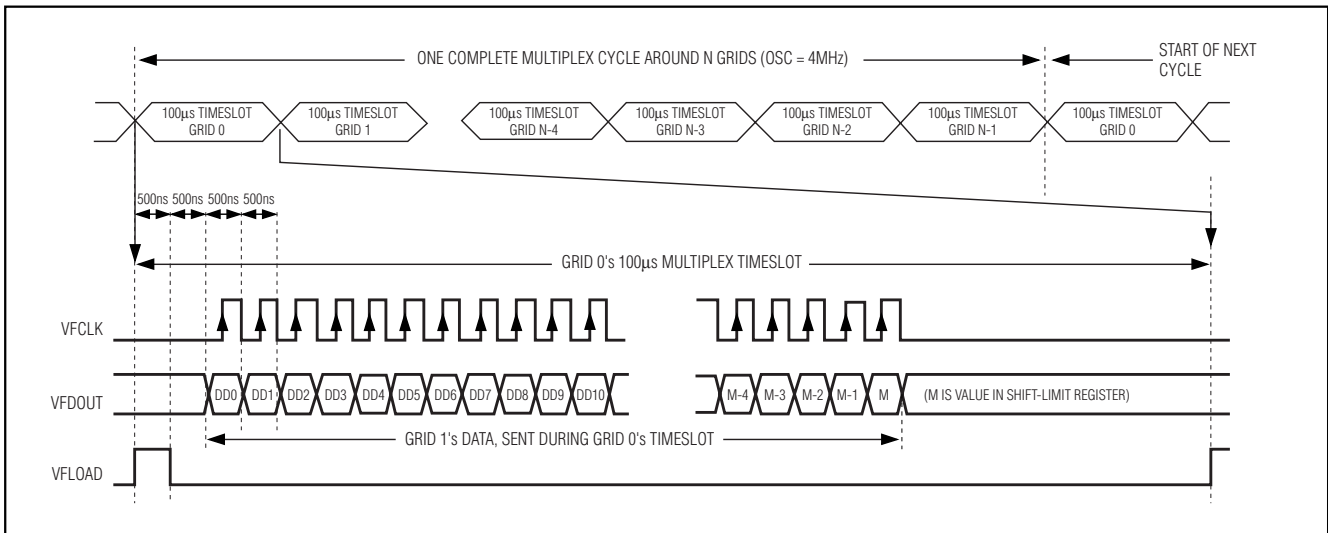 ONE COMPLETE MULTIPLEX CYCLE AROUND N GRIDS (OSC = 4MHz)
START OF NEXT
CYCLE
100µs TIMESLOT
GRID 0
100µs TIMESLOT
GRID 1
100µs TIMESLOT
GRID N-4
100µs TIMESLOT
GRID N-3
100µs TIMESLOT
GRID N-2
100µs TIMESLOT
GRID N-1
100µs TIMESLOT
GRID 0
500ns 500ns 500ns 500ns
GRID 0's 100µs MULTIPLEX TIMESLOT
VFCLK
VFDOUT
DD0 DD1 DD2 DD3 DD4 DD5 DD6 DD7 DD8 DD9 DD10
M-4 M-3 M-2 M-1 M
(M IS VALUE IN SHIFT-LIMIT REGISTER)
GRID 1's DATA, SENT DURING GRID 0's TIMESLOT
VFLOAD